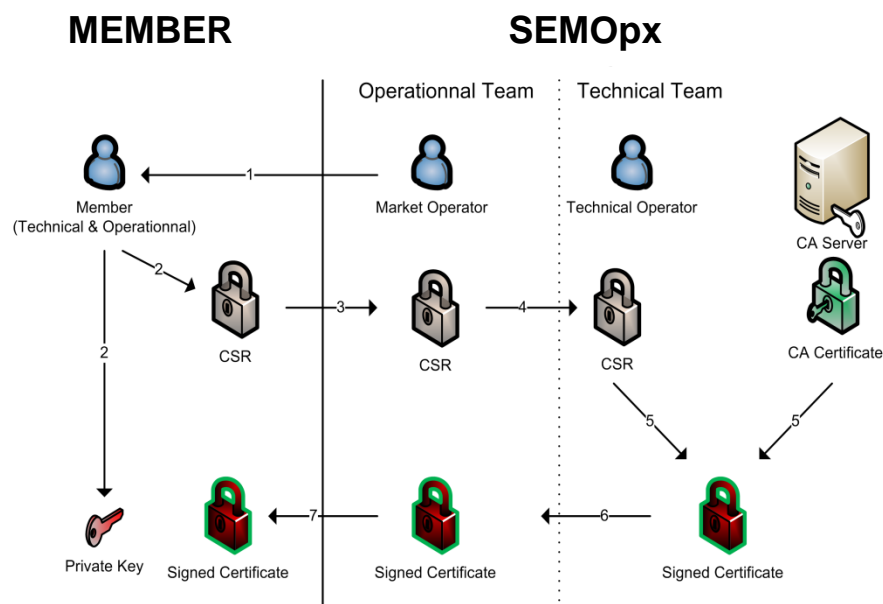 MEMBER
SEMOpx
Operationnal Team
Technical Team
1
Member
(Technical & Operationnal)
Market Operator
Technical Operator
CA Server
2
2
3
4
CSR
CSR
CSR
CA Certificate
5
5
7
6
Private Key
Signed Certificate
Signed Certificate
Signed Certificate